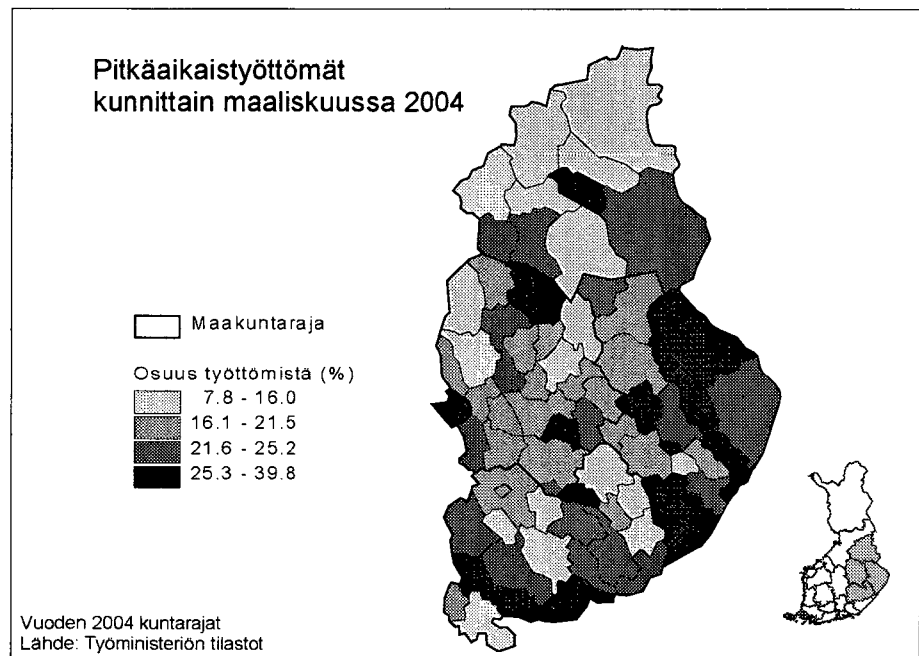 Pitkäaikaistyöttömät
kunnittain maaliskuussa 2004
Maakuntaraja
Osuus työttömistä (%)
7.8 - 16.0
16.1 - 21.5
21.6 - 25.2
25.3 - 39.8
Vuoden 2004 kuntarajat
Lähde: Työministeriön tilastot